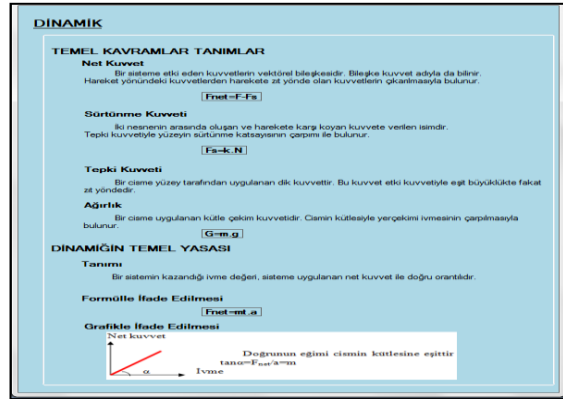 DİNAMİK
TEMEL KAVRAMLAR TANIMLAR
Net Kuvvet
Bir sisteme etki eden kuvvetlerin vektörel bileşkesidir. Bileşke kuvvet adıyla da bilinir.
Hareket yönündeki kuvvetlerden harekete zıt yönde olan kuvvetlerin çıkarılmasıyla bulunur.
Fnet=F-Fs
Sürtünme Kuvveti
İki nesnenin arasında oluşan ve harekete karşı koyan kuvvete verilen isimdir.
Tepki kuvvetiyle yüzeyin sürtünme katsayısının çarpımı ile bulunur.
Fs=k.N
Tepki Kuvveti
Bir cisme yüzey tarafından uygulanan dik kuvvettir. Bu kuvvet etki kuvvetiyle eşit büyüklükte fakat
zıt yöndedir.
Ağırlık
Bir cisme uygulanan kütle çekim kuvvetidir. Cismin kütlesiyle yerçekimi ivmesinin çarpılmasıyla
bulunur.
G=m.g
DİNAMİĞİN TEMEL YASASI
Tanımı
Bir sistemin kazandığı ivme değeri, sisteme uygulanan net kuvvet ile doğru orantılıdır.
Formülle İfade Edilmesi
Fnet=mt.a
Grafikle İfade Edilmesi
Net kuvvet
Doğrunun eğimi cismin kütlesine eşittir
tanα=Fnet/a=m
α
İvme